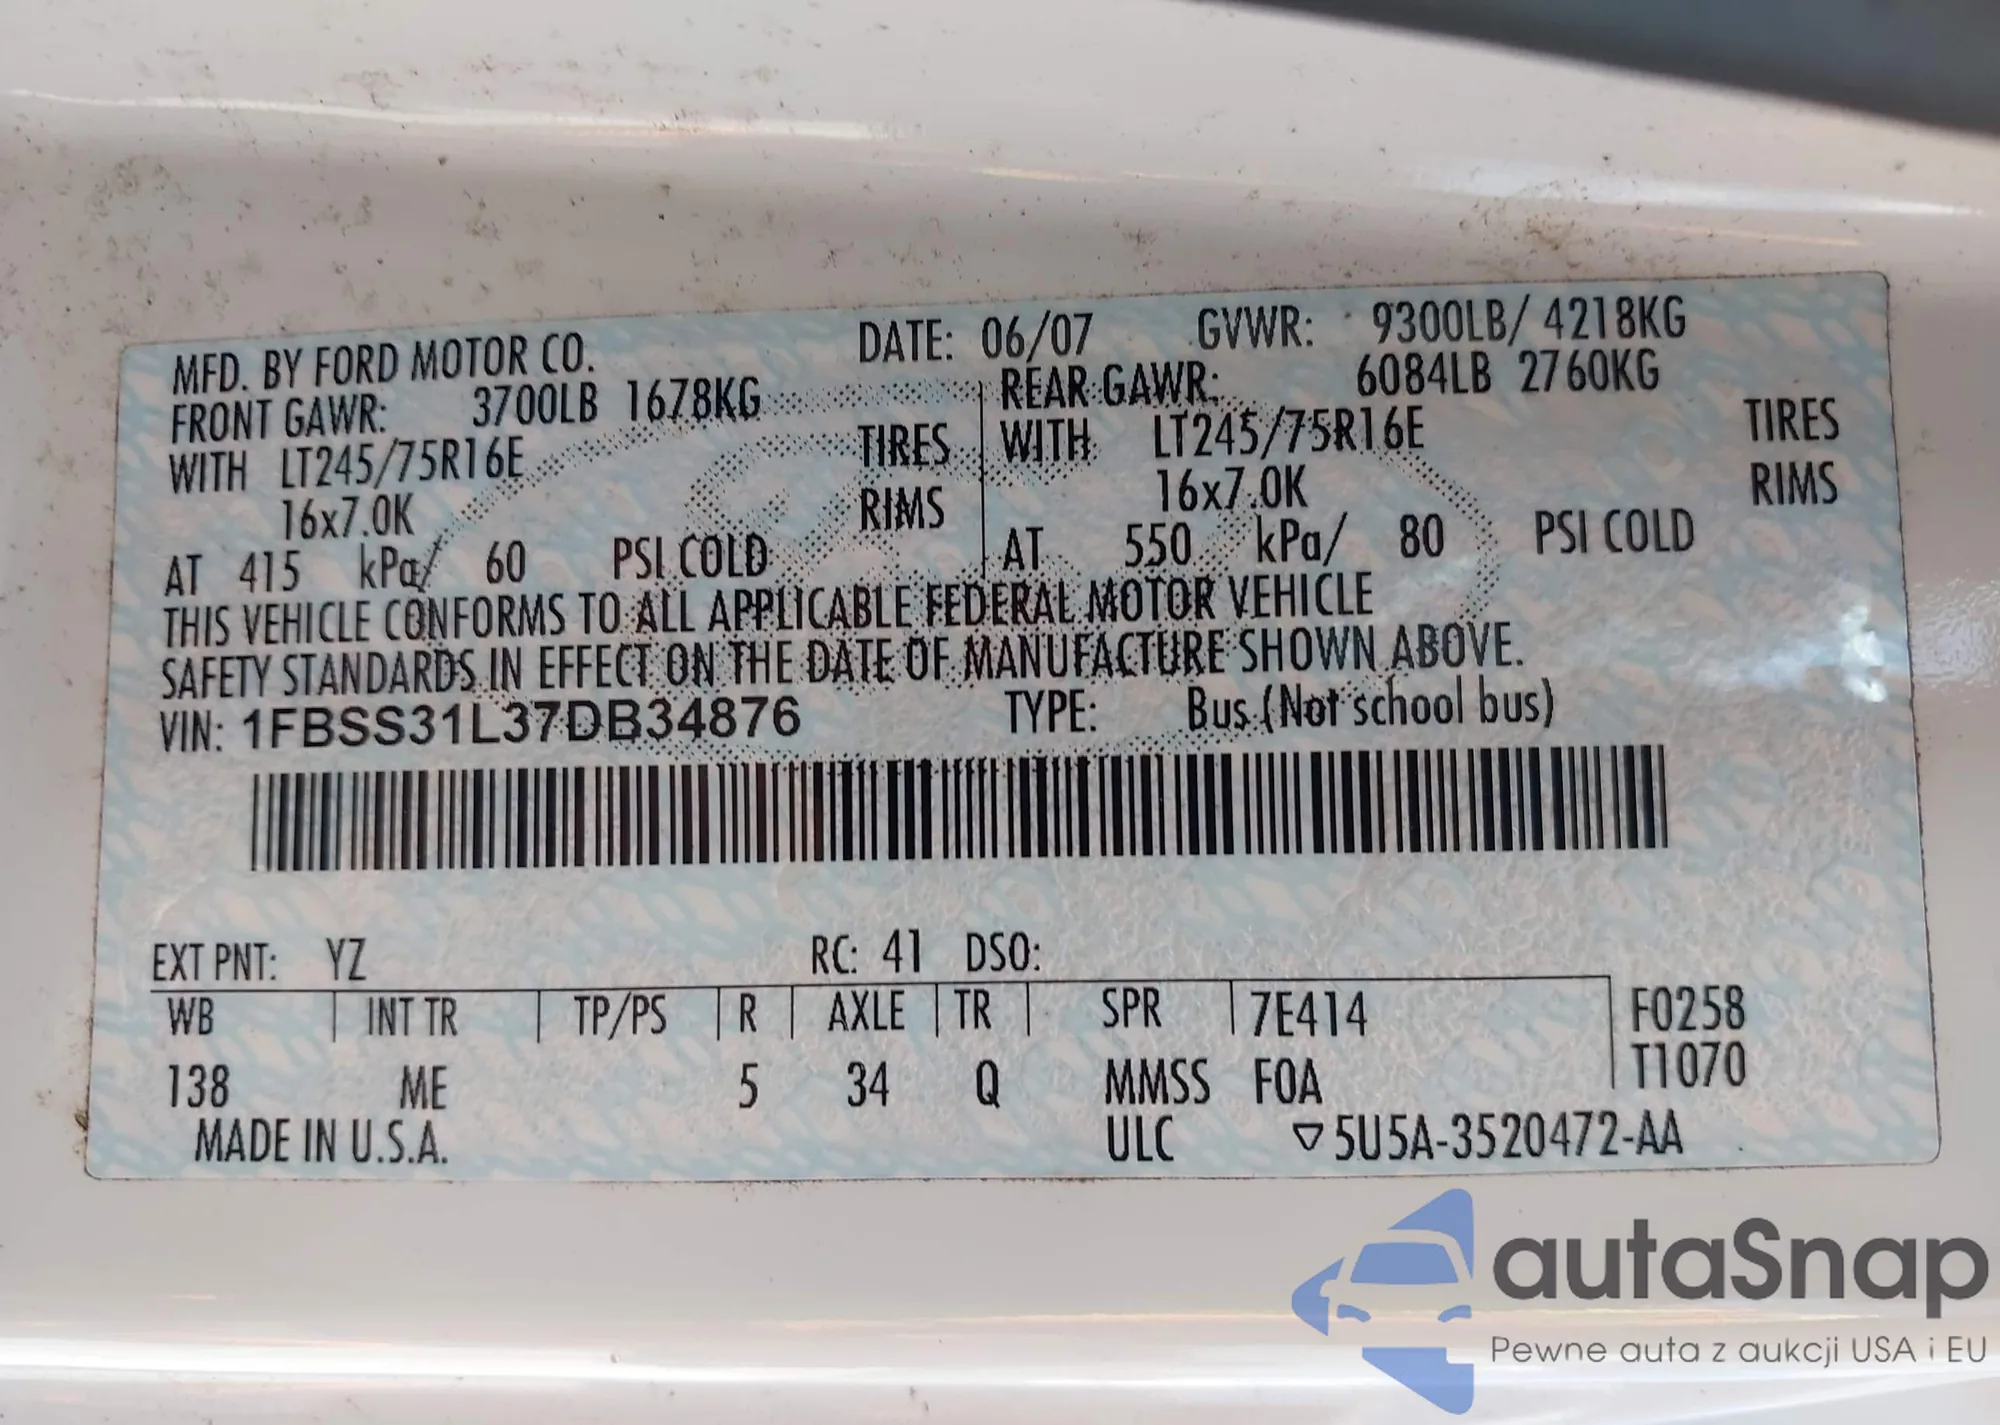 MFD. BY FORD MOTOR CO. DATE: 06/07 GVWR: 9300LB/ 4218KG
FRONT GAWR: 3700LB 1678KG REAR GAWR: 6084LB 2760KG
WITH LT245/75R16E TIRES WITH LT245/75R16E TIRES
16x7.0K RIMS 16x7.0K RIMS
AT 415 kPa/ 60 PSI COLD AT 550 kPa/ 80 PSI COLD
THIS VEHICLE CONFORMS TO ALL APPLICABLE FEDERAL MOTOR VEHICLE
SAFETY STANDARDS IN EFFECT ON THE DATE OF MANUFACTURE SHOWN ABOVE.
VIN: 1FBSS31L37DB34876 TYPE: Bus (Not school bus)
EXT PNT: YZ RC: 41 DSO:
WB INT TR TP/PS R AXLE TR SPR 7E414 F0258
138 ME 5 34 Q MMSS F0A T1070
MADE IN U.S.A. ULC ▽5U5A-3520472-AA
autaSnap
Pewne auta z aukcji USA i EU